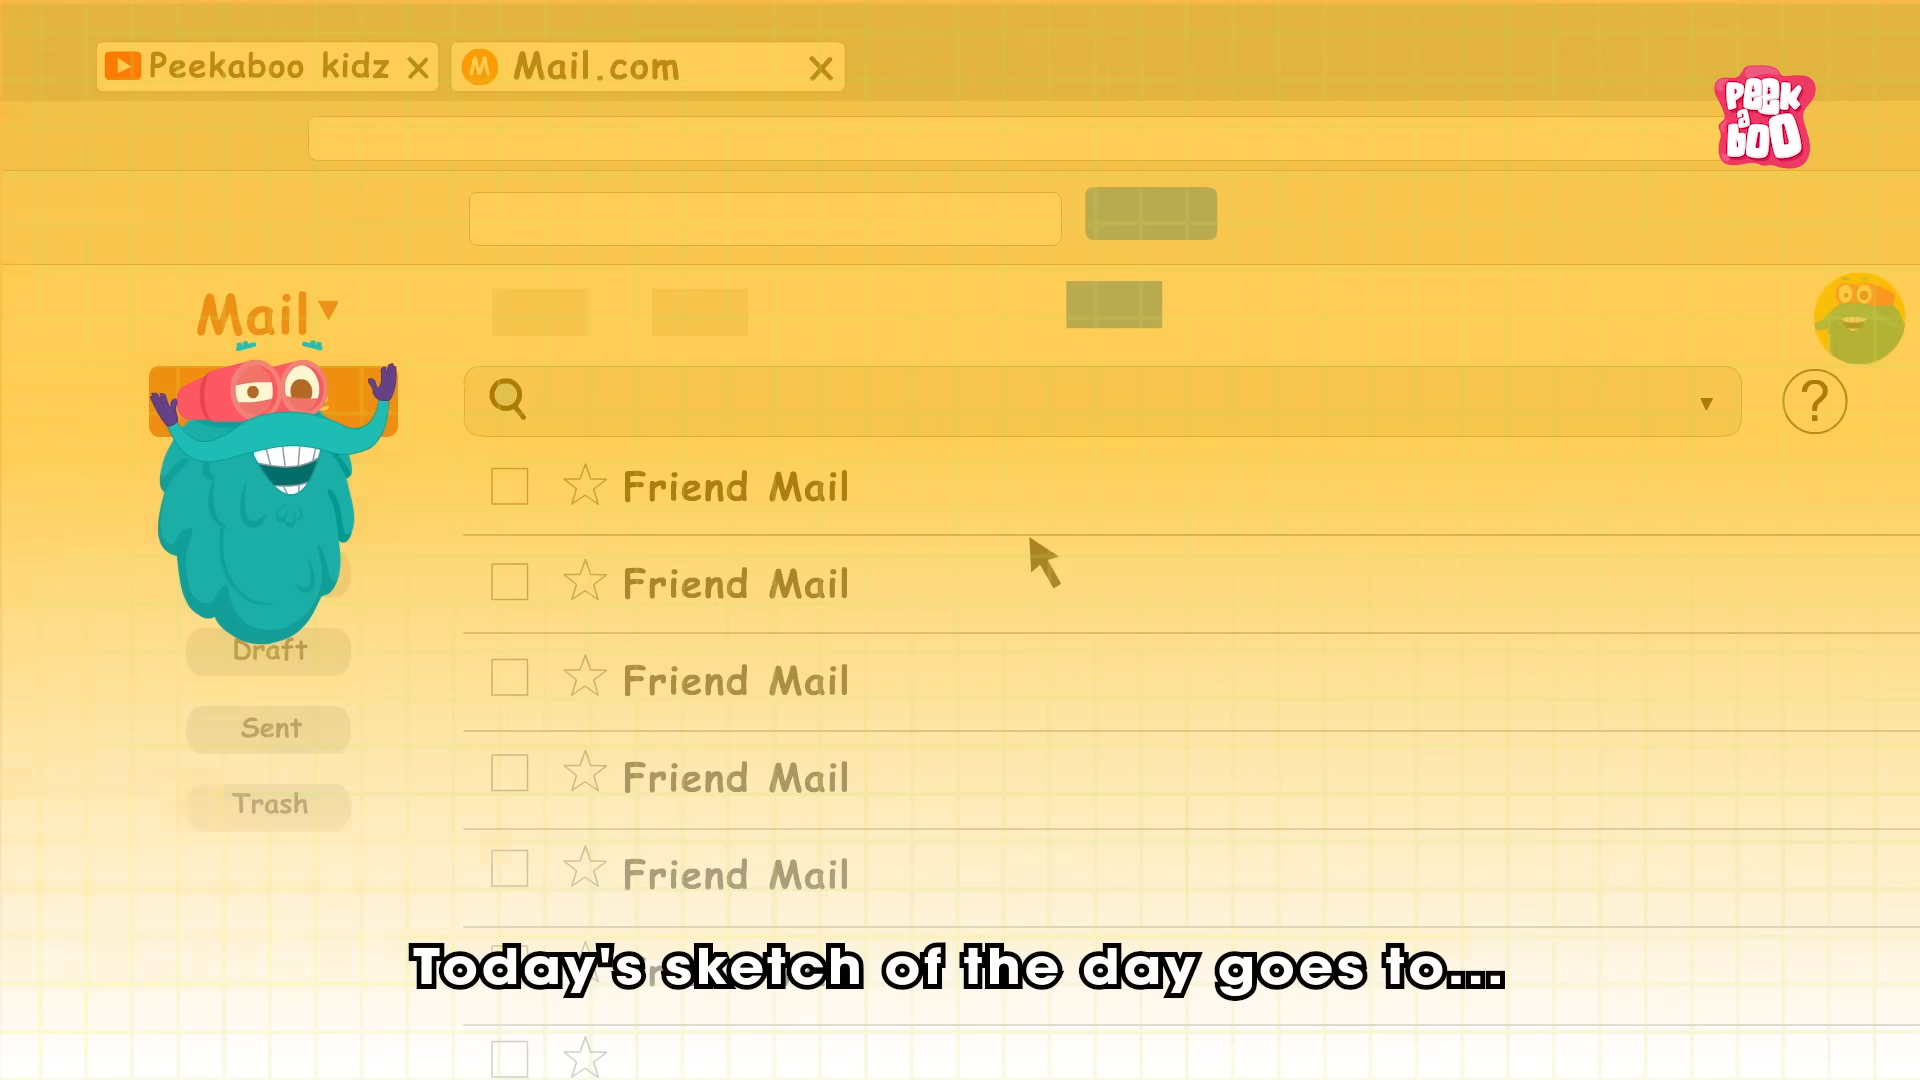 Peekaboo kidz
Mail.com
Peek
a
boo
Mail
Friend Mail
Friend Mail
Draft
Friend Mail
Sent
Friend Mail
Trash
Friend Mail
Today's sketch of the day goes to...